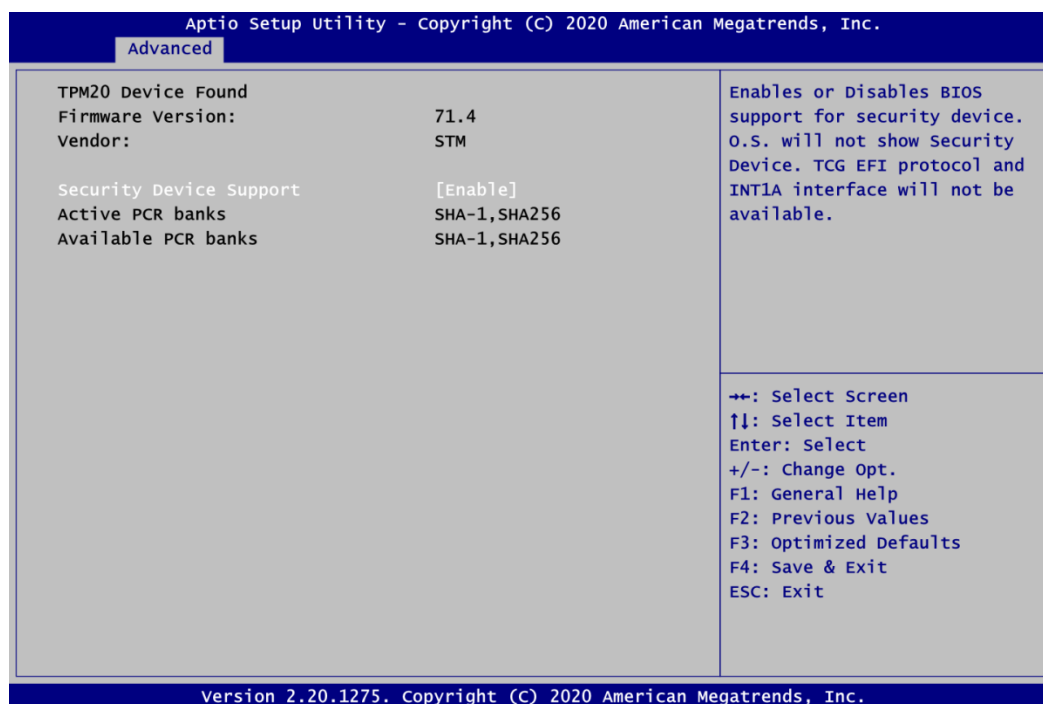 Aptio Setup Utility - Copyright (C) 2020 American Megatrends, Inc.
Advanced
TPM20 Device Found
Firmware Version: 71.4
Vendor: STM
Security Device Support [Enable]
Active PCR banks SHA-1,SHA256
Available PCR banks SHA-1,SHA256
Enables or Disables BIOS
support for security device.
O.S. will not show Security
Device. TCG EFI protocol and
INT1A interface will not be
available.
→←: Select Screen
↑↓: Select Item
Enter: Select
+/-: Change Opt.
F1: General Help
F2: Previous Values
F3: Optimized Defaults
F4: Save & Exit
ESC: Exit
Version 2.20.1275. Copyright (C) 2020 American Megatrends, Inc.